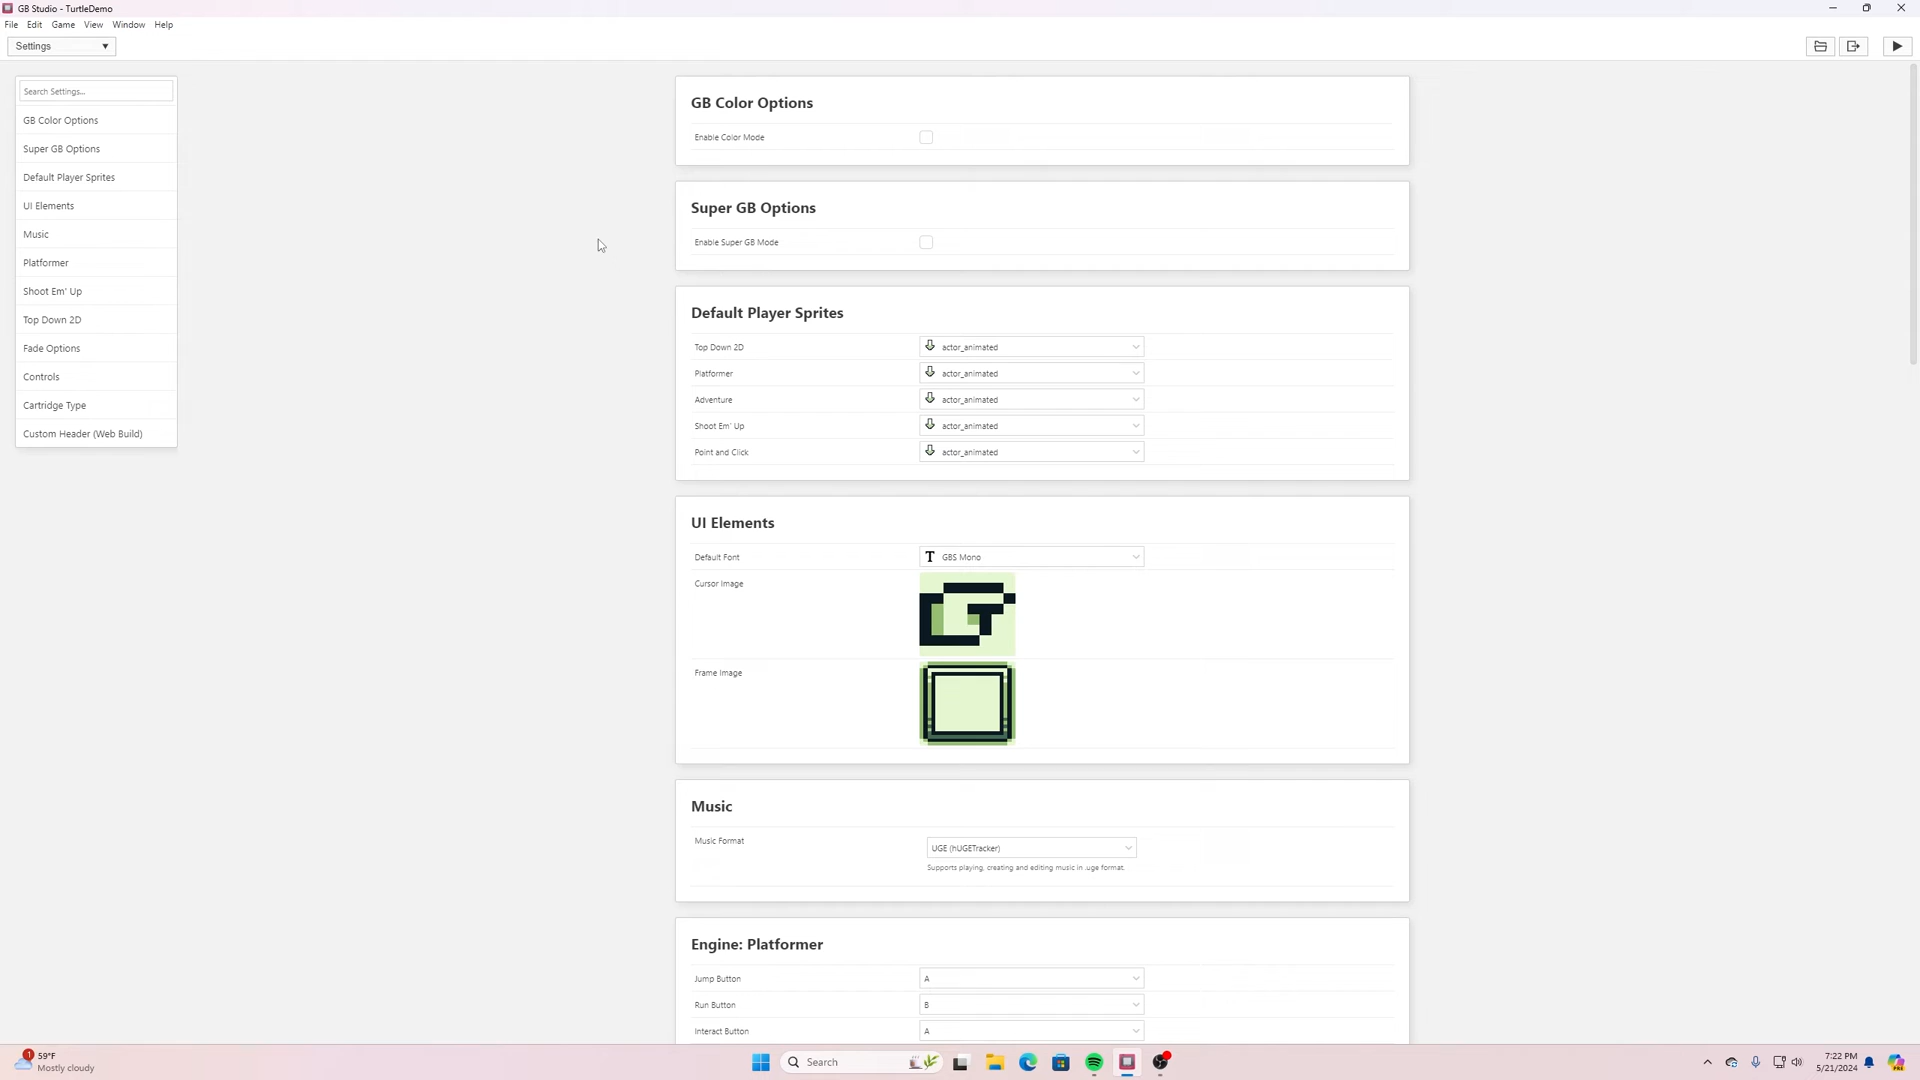 GB Studio - TurtleDemo
File Edit Game View Window Help
Settings
Search Settings...
GB Color Options
Super GB Options
Default Player Sprites
UI Elements
Music
Platformer
Shoot Em' Up
Top Down 2D
Fade Options
Controls
Cartridge Type
Custom Header (Web Build)
GB Color Options
Enable Color Mode
Super GB Options
Enable Super GB Mode
Default Player Sprites
Top Down 2D actor_animated
Platformer actor_animated
Adventure actor_animated
Shoot Em' Up actor_animated
Point and Click actor_animated
UI Elements
Default Font T GBS Mono
Cursor Image
Frame Image
Music
Music Format UGE (hUGETracker)
Supports playing, creating and editing music in .uge format.
Engine: Platformer
Jump Button A
Run Button B
Interact Button A
1 59°F
Mostly cloudy
Search
7:22 PM
5/21/2024
PRE